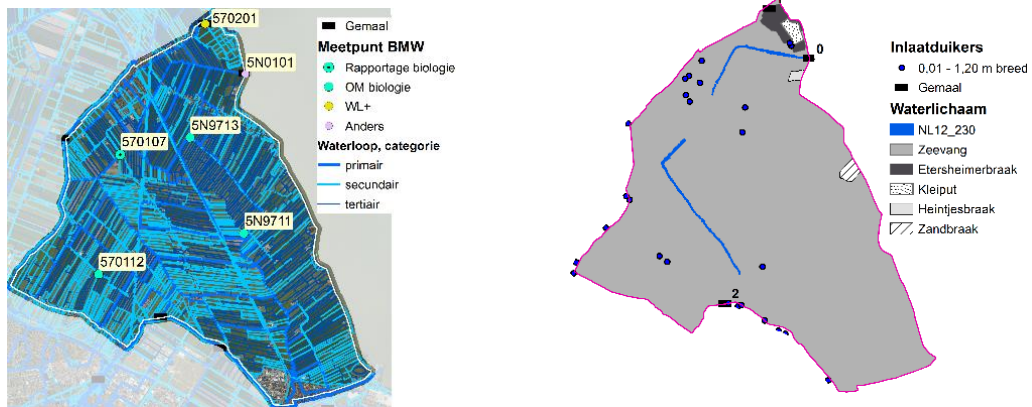 570201
5N0101
5N9713
570107
5N9711
570112
Gemaal
Meetpunt BMW
Rapportage biologie
OM biologie
WL+
Anders
Waterloop, categorie
primair
secundair
tertiair
0
2
Inlaatduikers
0,01 - 1,20 m breed
Gemaal
Waterlichaam
NL12_230
Zeevang
Etersheimerbraak
Kleiput
Heintjesbraak
Zandbraak